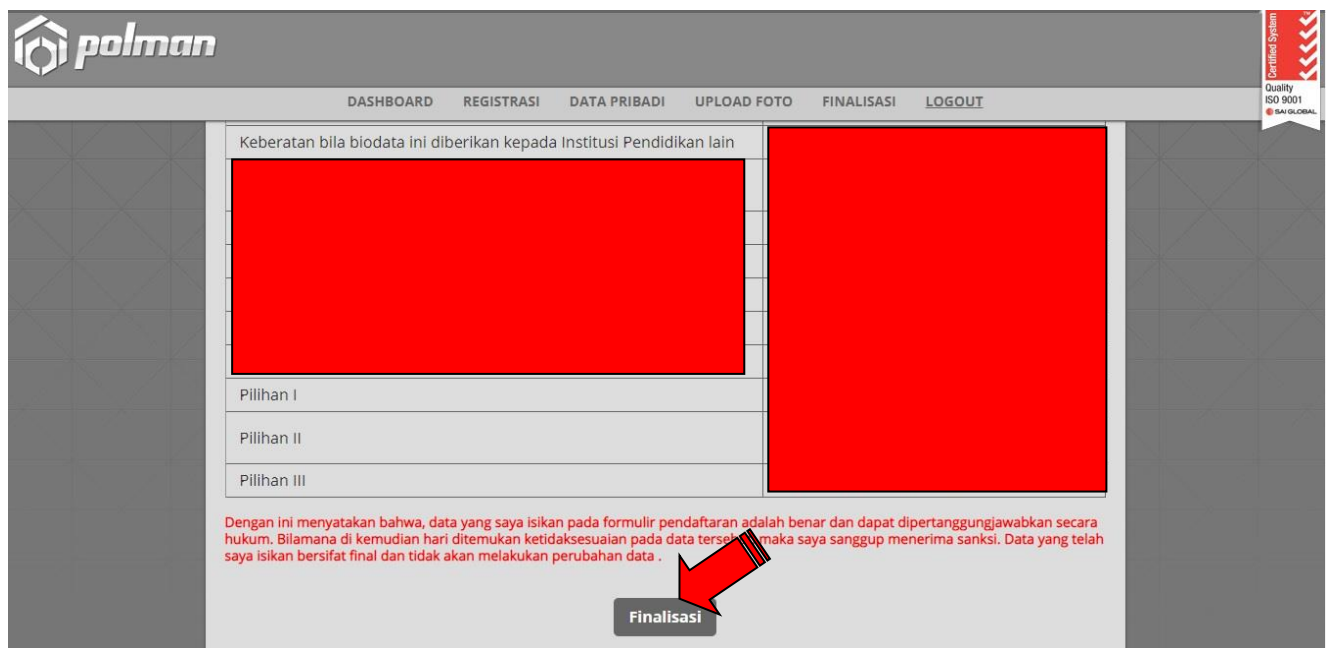 polman
Certified System
Quality
ISO 9001
SAI GLOBAL
DASHBOARD REGISTRASI DATA PRIBADI UPLOAD FOTO FINALISASI LOGOUT
Keberatan bila biodata ini diberikan kepada Institusi Pendidikan lain
Pilihan I
Pilihan II
Pilihan III
Dengan ini menyatakan bahwa, data yang saya isikan pada formulir pendaftaran adalah benar dan dapat dipertanggungjawabkan secara
hukum. Bilamana di kemudian hari ditemukan ketidaksesuaian pada data maka saya sanggup menerima sanksi. Data yang telah
saya isikan bersifat final dan tidak akan melakukan perubahan data .
Finalisasi